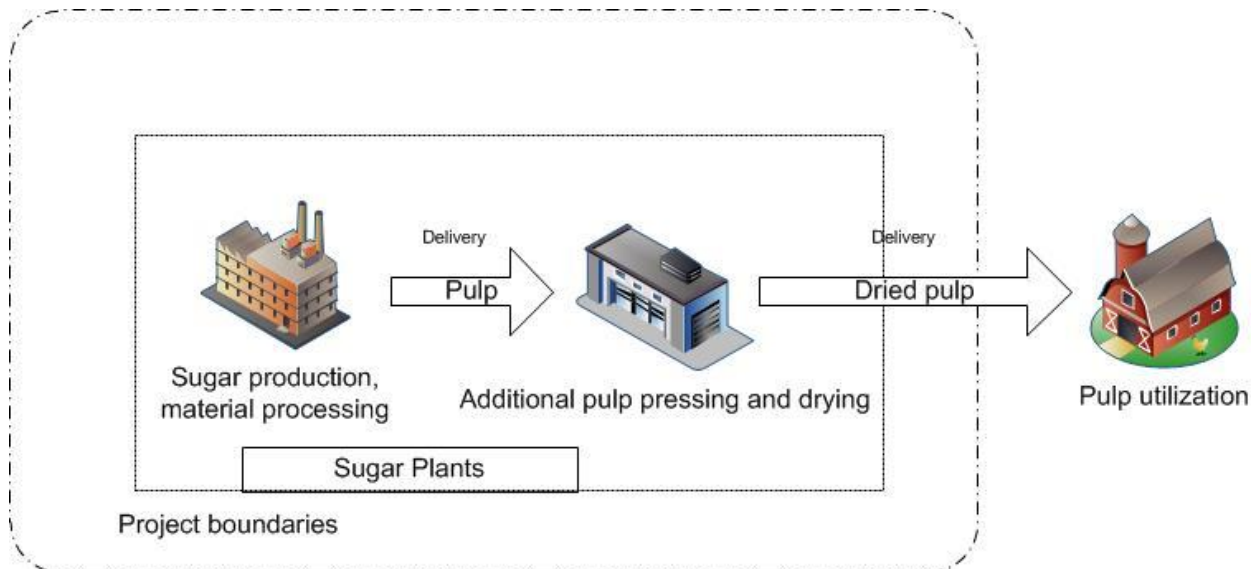 Delivery
Delivery
Pulp
Dried pulp
Sugar production,
material processing
Additional pulp pressing and drying
Pulp utilization
Sugar Plants
Project boundaries